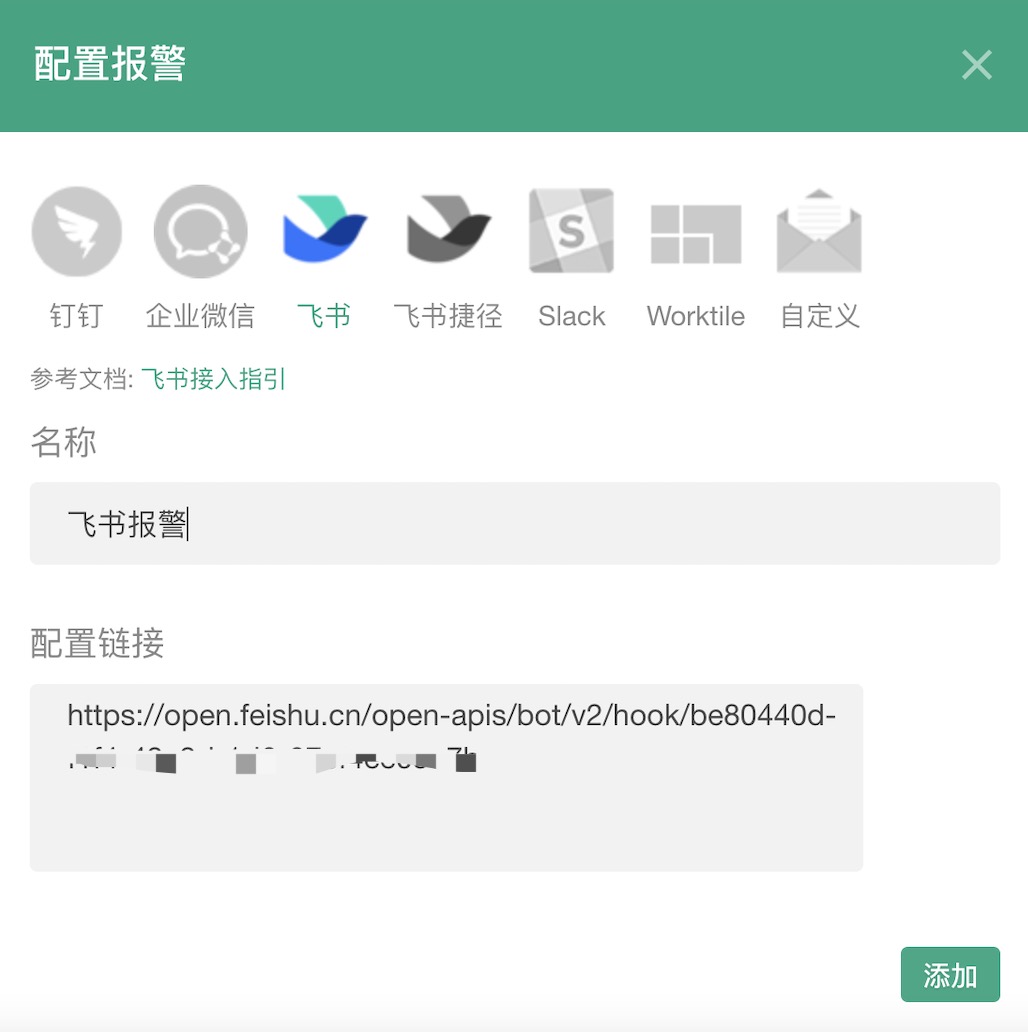 配置报警
钉钉 企业微信 飞书 飞书捷径 Slack Worktile 自定义
参考文档: 飞书接入指引
名称
飞书报警
配置链接
https://open.feishu.cn/open-apis/bot/v2/hook/be80440d-
添加